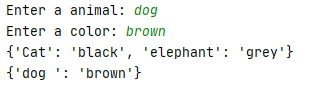 Enter a animal: dog
Enter a color: brown
{'Cat': 'black', 'elephant': 'grey'}
{'dog ': 'brown'}